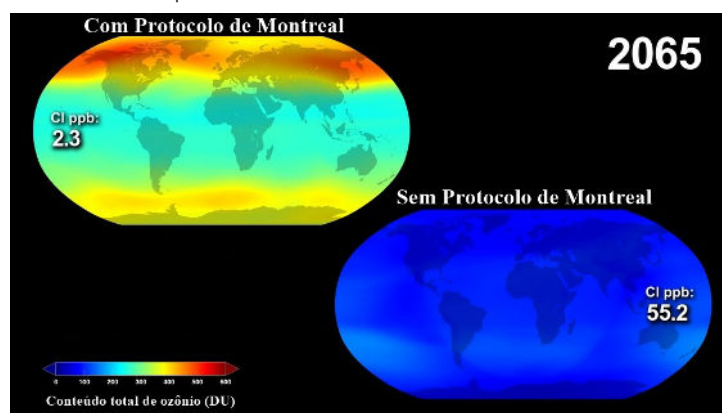 Com Protocolo de Montreal
2065
Cl ppb:
2.3
Sem Protocolo de Montreal
Cl ppb:
55.2
0 100 200 300 400 500 600
Conteúdo total de ozônio (DU)